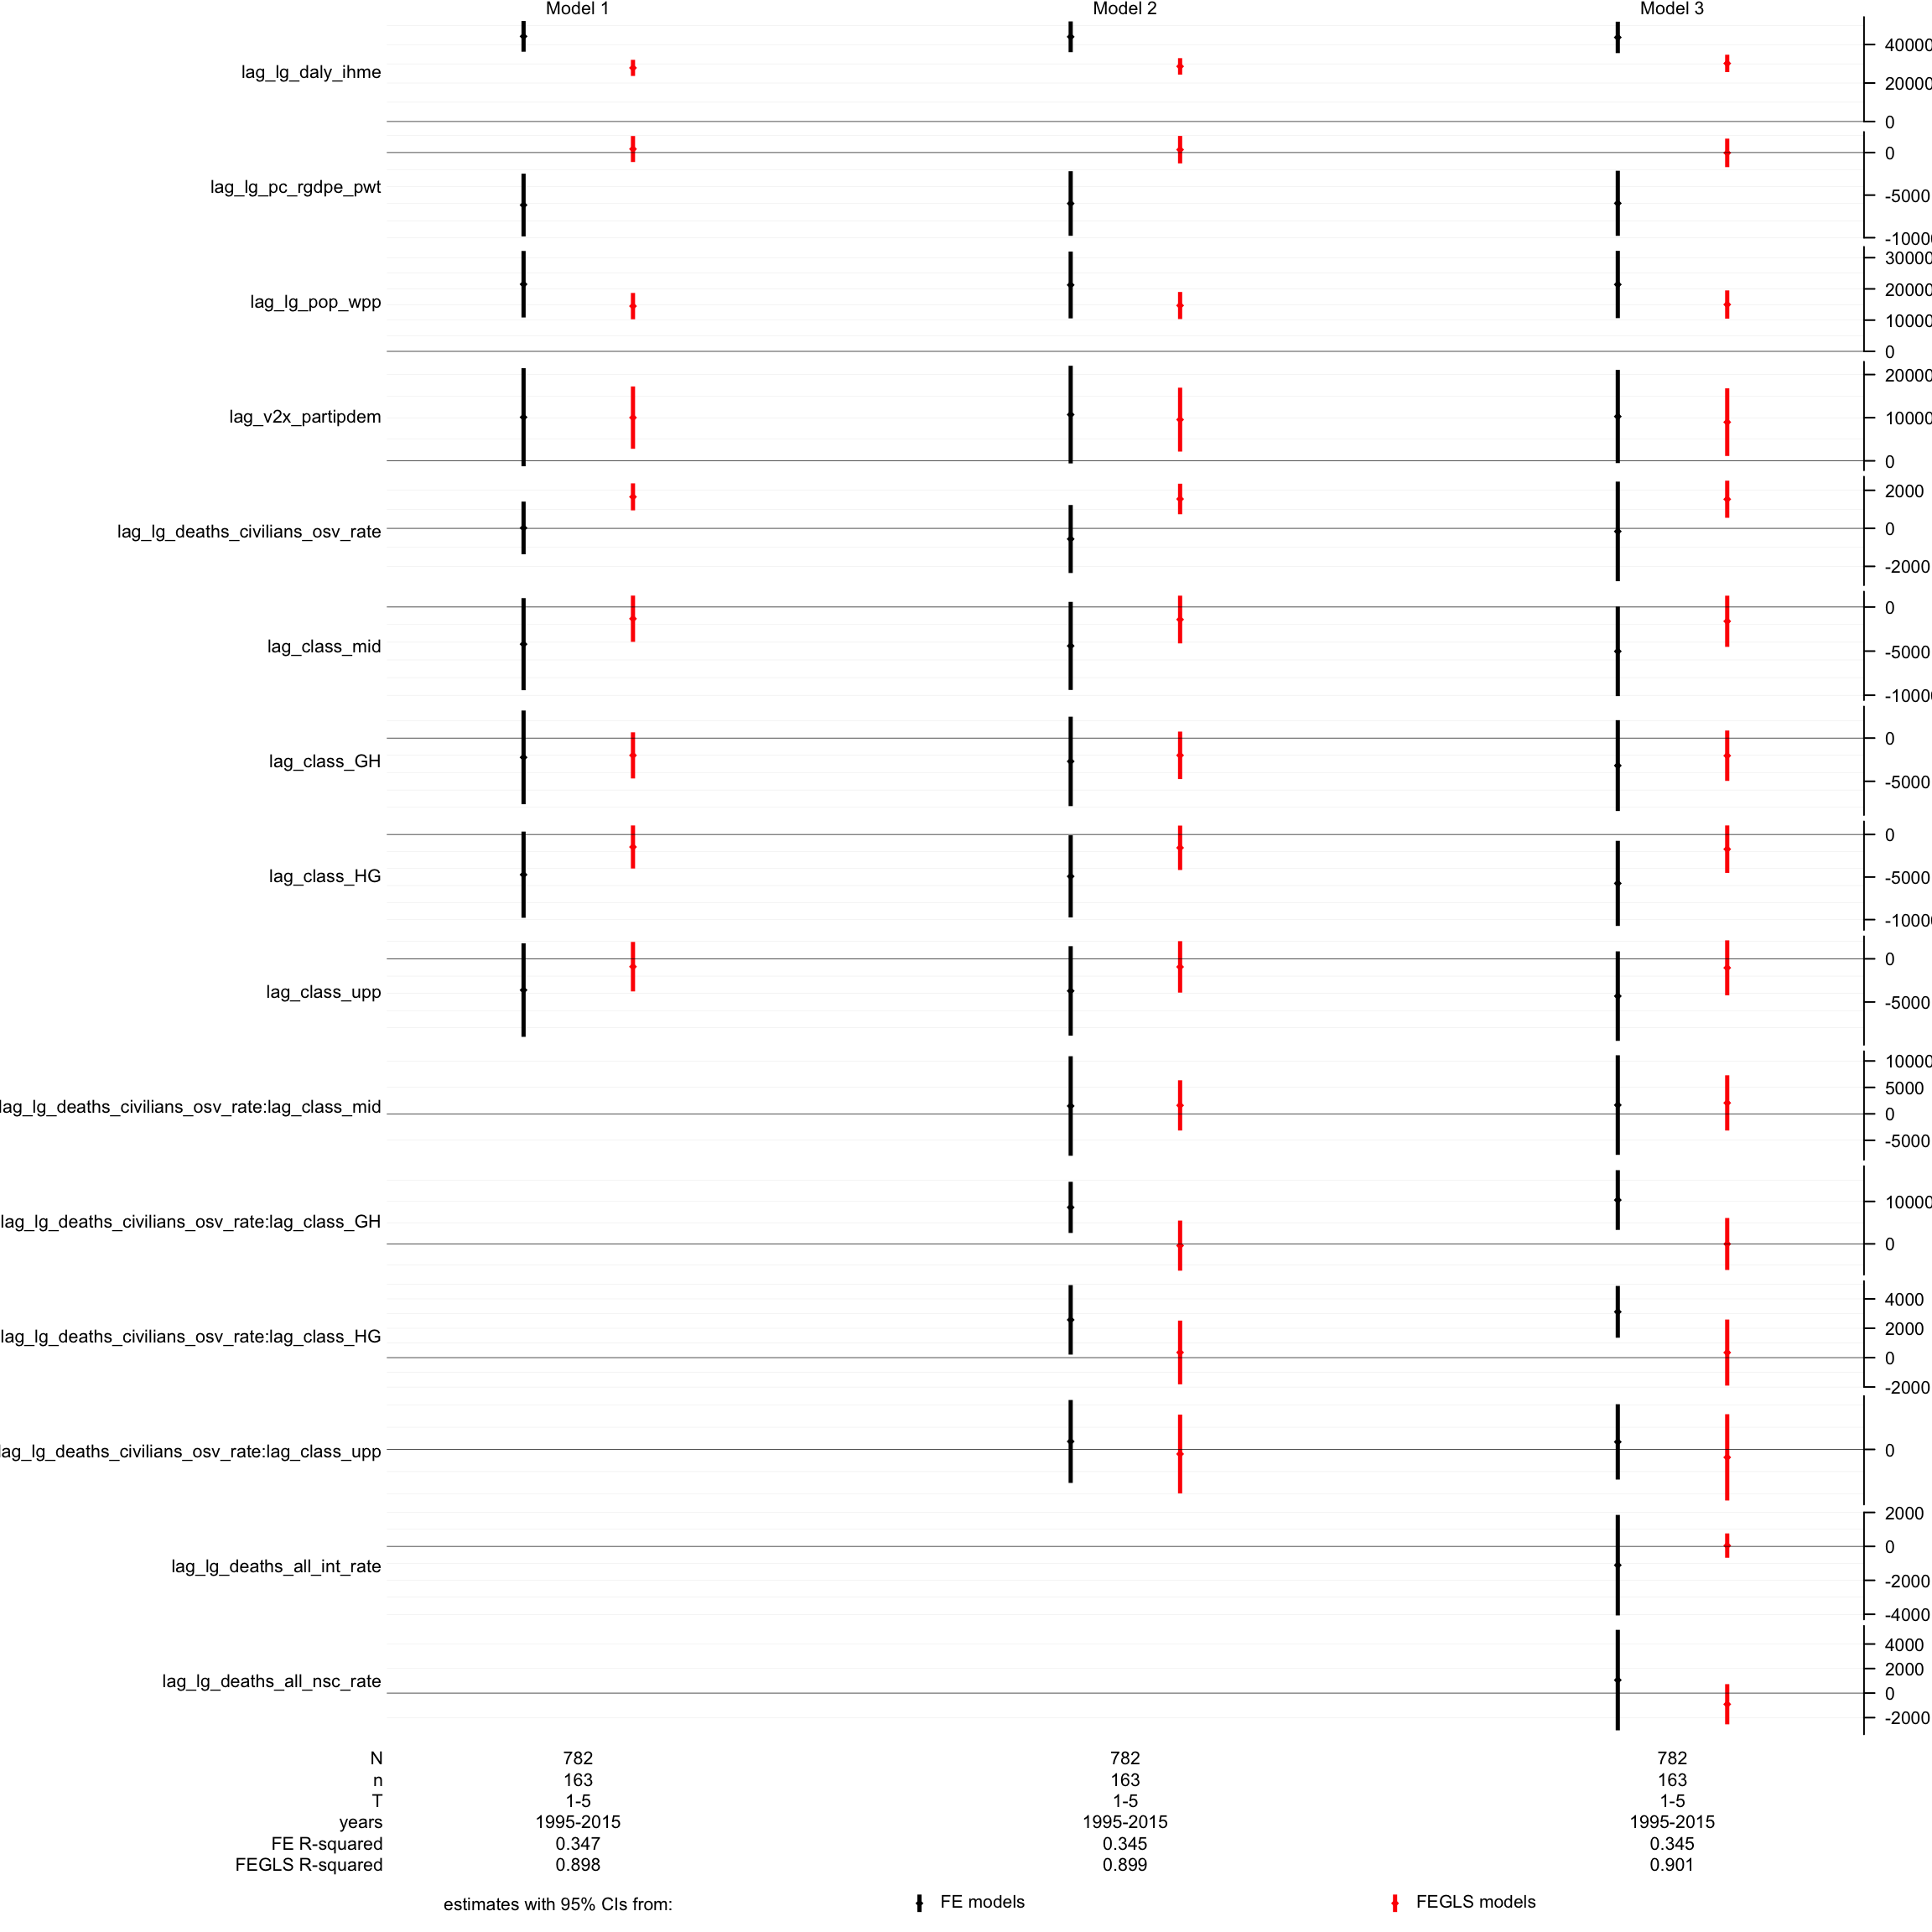 Model 1 Model 2 Model 3
lag_lg_daly_ihme
40000
20000
0
lag_lg_pc_rgdpe_pwt
0
-5000
-1000
lag_lg_pop_wpp
30000
20000
10000
0
lag_v2x_partipdem
20000
10000
0
lag_lg_deaths_civilians_osv_rate
2000
0
-2000
lag_class_mid
0
-5000
-1000
lag_class_GH
0
-5000
lag_class_HG
0
-5000
-1000
lag_class_upp
0
-5000
lag_lg_deaths_civilians_osv_rate:lag_class_mid
10000
5000
0
-5000
lag_lg_deaths_civilians_osv_rate:lag_class_GH
10000
0
lag_lg_deaths_civilians_osv_rate:lag_class_HG
4000
2000
0
-2000
lag_lg_deaths_civilians_osv_rate:lag_class_upp
0
lag_lg_deaths_all_int_rate
2000
0
-2000
-4000
lag_lg_deaths_all_nsc_rate
4000
2000
0
-2000
N 782 782 782
n 163 163 163
T 1-5 1-5 1-5
years 1995-2015 1995-2015 1995-2015
FE R-squared 0.347 0.345 0.345
FEGLS R-squared 0.898 0.899 0.901
estimates with 95% CIs from: FE models FEGLS models